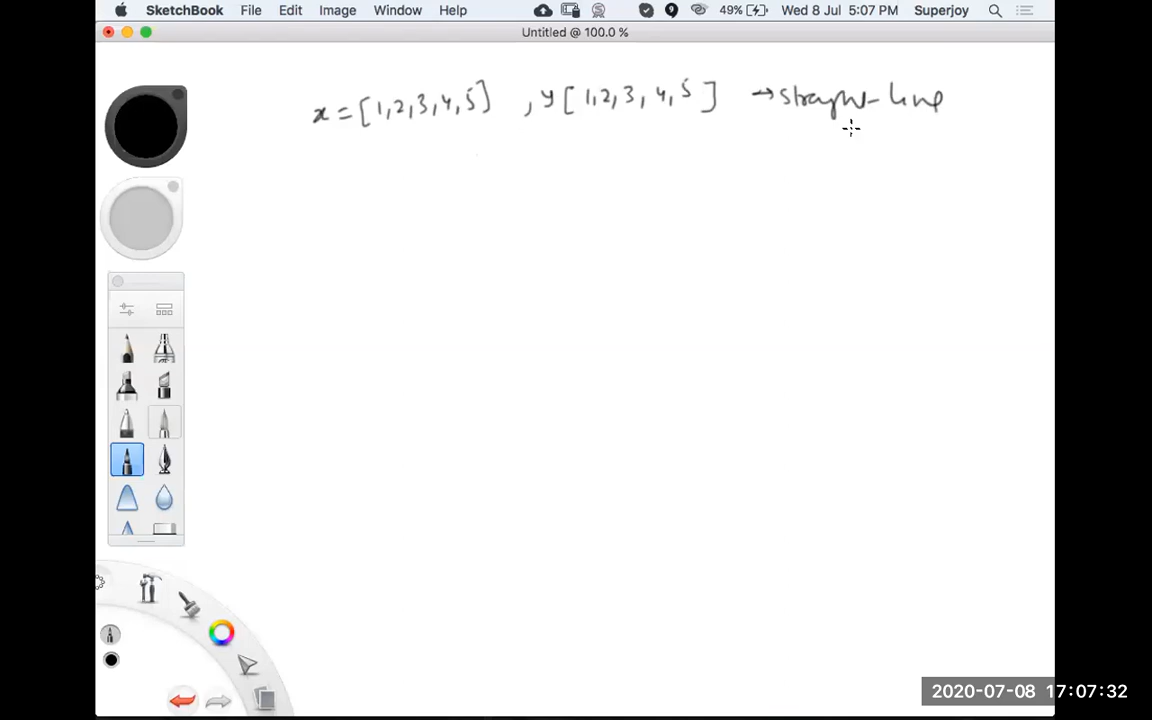 SketchBook File Edit Image Window Help 49% Wed 8 Jul 5:07 PM Superjoy
Untitled @ 100.0 %
x = [1,2,3,4,5] , y [1,2,3,4,5] → straight line
2020-07-08 17:07:32